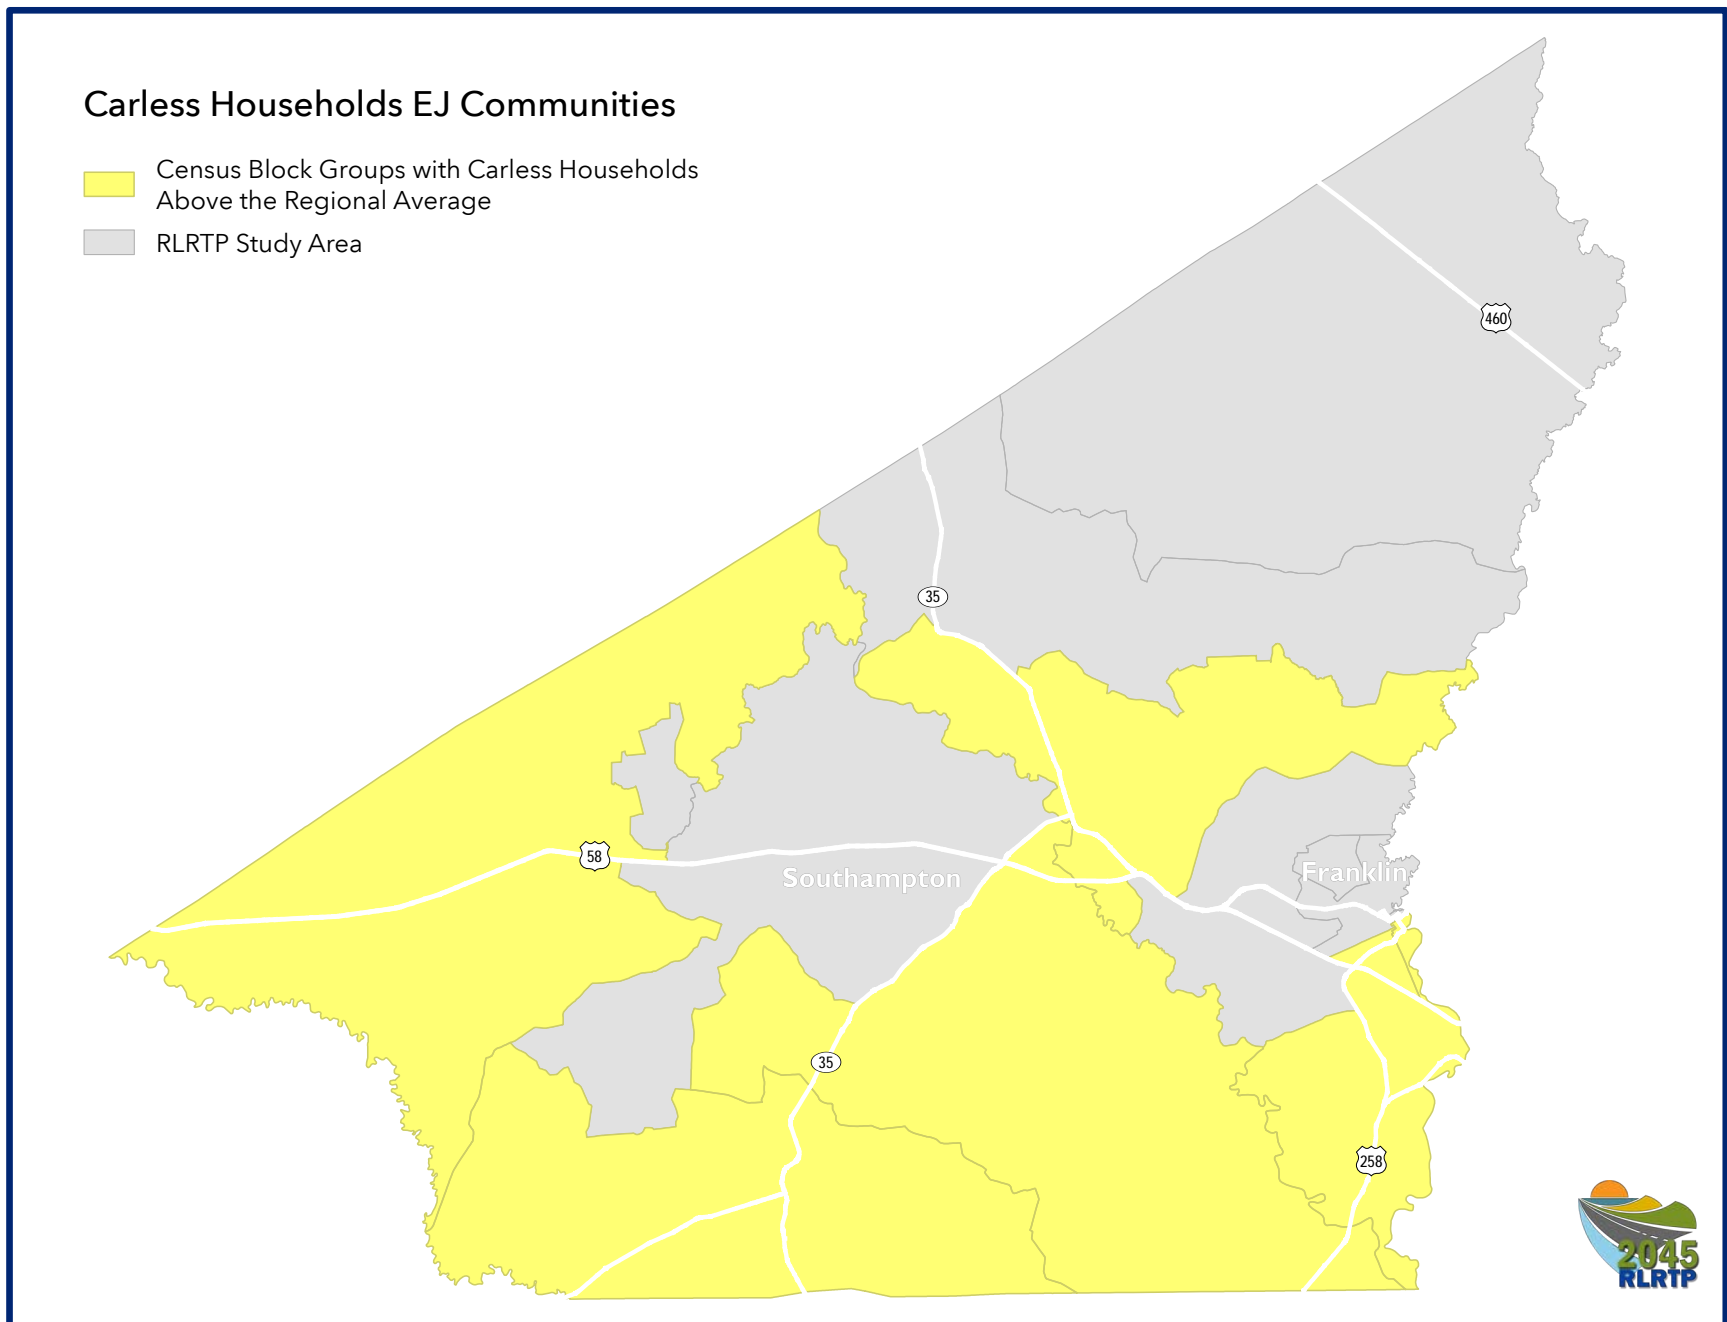 Carless Households EJ Communities
Census Block Groups with Carless Households
Above the Regional Average
RLRTP Study Area
460
35
58
Southampton
Franklin
35
258
2045
RLRTP